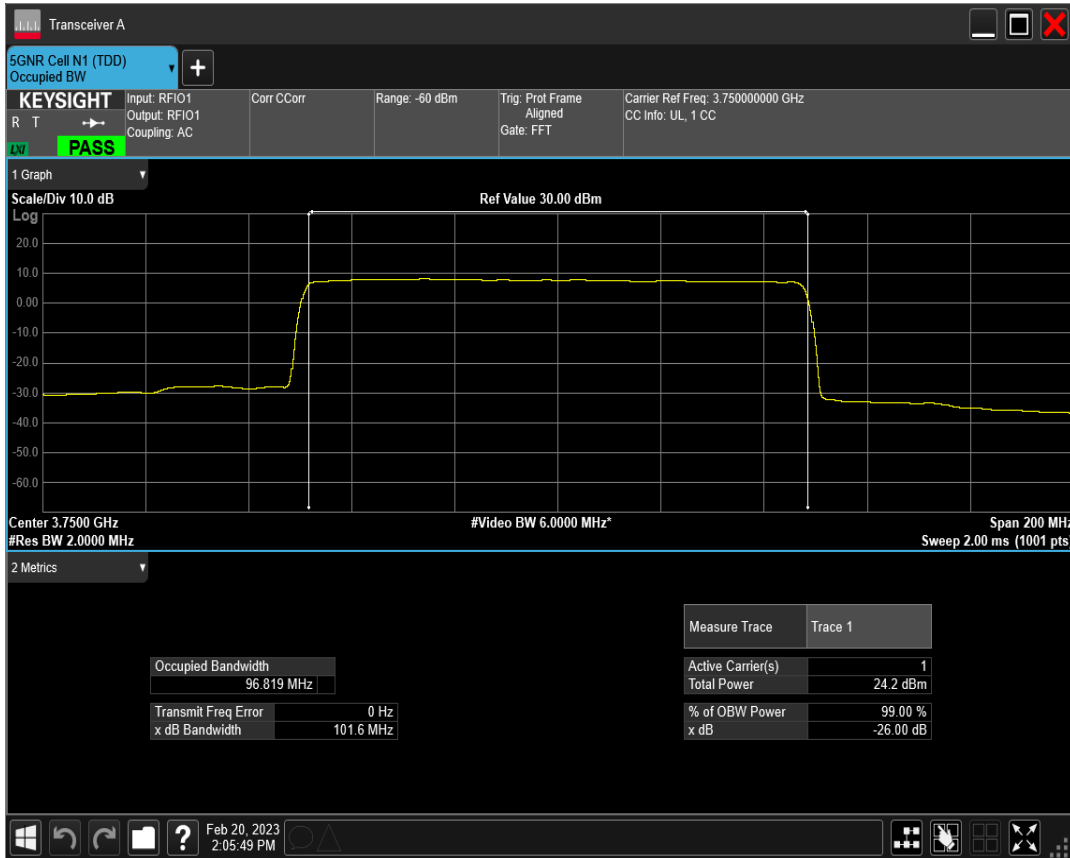 Transceiver A
5GNR Cell N1 (TDD)
Occupied BW
+
KEYSIGHT
R T
LXI
PASS
Input: RFIO1
Output: RFIO1
Coupling: AC
Corr CCorr
Range: -60 dBm
Trig: Prot Frame
Aligned
Gate: FFT
Carrier Ref Freq: 3.750000000 GHz
CC Info: UL, 1 CC
1 Graph
Scale/Div 10.0 dB
Ref Value 30.00 dBm
Log
20.0
10.0
0.00
-10.0
-20.0
-30.0
-40.0
-50.0
-60.0
Center 3.7500 GHz
#Video BW 6.0000 MHz*
Span 200 MHz
#Res BW 2.0000 MHz
Sweep 2.00 ms (1001 pts)
2 Metrics
Measure Trace Trace 1
Occupied Bandwidth
96.819 MHz
Active Carrier(s) 1
Total Power 24.2 dBm
Transmit Freq Error 0 Hz
x dB Bandwidth 101.6 MHz
% of OBW Power 99.00 %
x dB -26.00 dB
?
Feb 20, 2023
2:05:49 PM